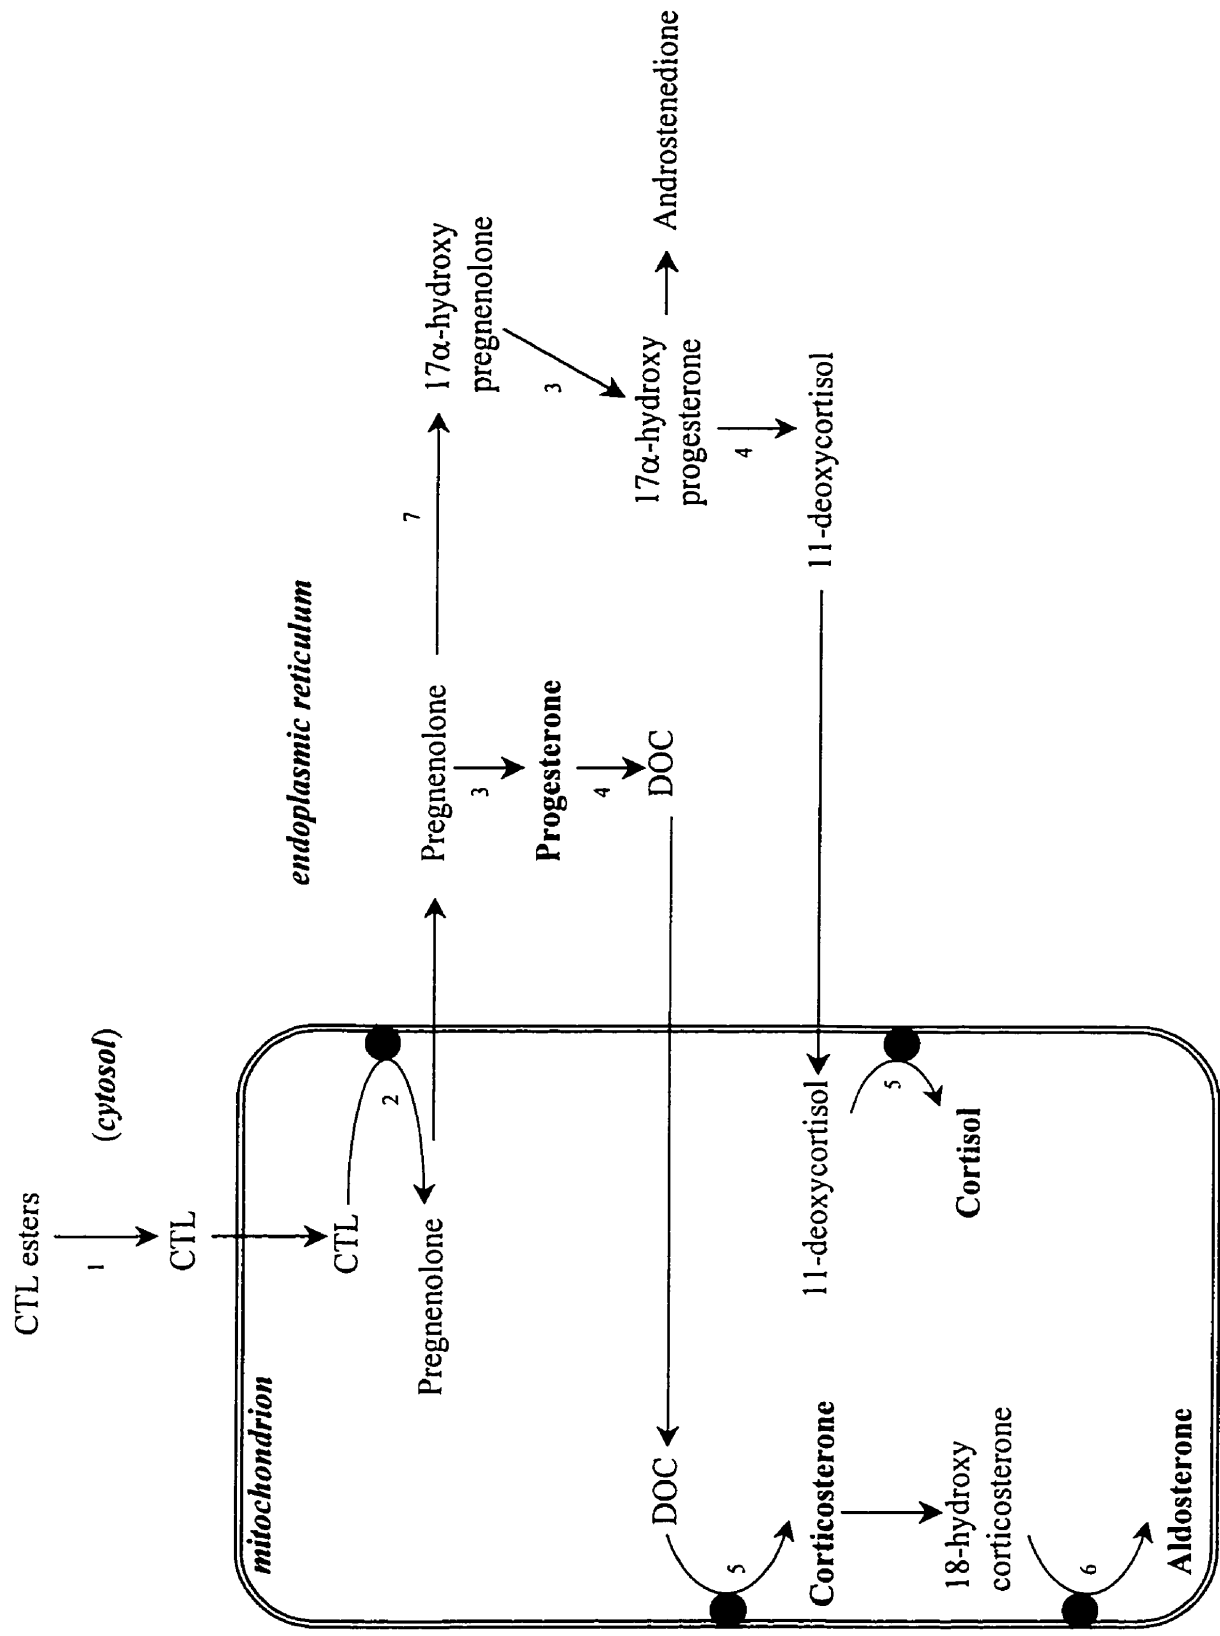 CTL esters
1
(cytosol)
CTL
mitochondrion
endoplasmic reticulum
CTL
2
Pregnenolone
Pregnenolone
7
17α-hydroxy
pregnenolone
3
3
Progesterone
4
DOC
17α-hydroxy
progesterone
Androstenedione
4
DOC
5
Corticosterone
11-deoxycortisol
11-deoxycortisol
5
Cortisol
18-hydroxy
corticosterone
6
Aldosterone